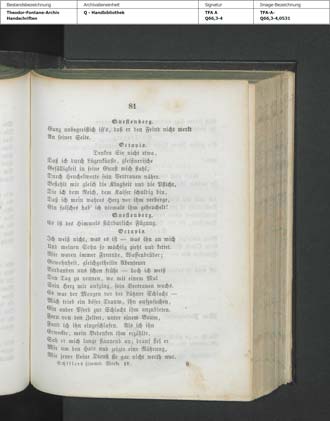 Bestandsbezeichnung
Archivalieneinheit
Signatur
Image-Bezeichnung
Theodor-Fontane-Archiv
Handschriften
Q - Handbibliothek
TFA A
Q66,3-4
TFA-A-
Q66,3-4,0531
81
Questenberg.
Ganz unbegreiflich ist's, daß er den Feind nicht merkt
An seiner Seite.
Octavio.
Denken Sie nicht etwa,
Daß ich durch Lügenkünste, gleisnerische
Gefälligkeit in seine Gunst mich stahl,
Durch Heuchelworte sein Vertrauen nähre.
Befiehlt mir gleich die Klugheit und die Pflicht,
Die ich dem Reich, dem Kaiser schuldig bin,
Daß ich mein wahres Herz vor ihm verberge,
Ein falsches hab' ich niemals ihm geheuchelt!
Questenberg.
Es ist des Himmels sichtbarliche Fügung.
Octavio.
Ich weiß nicht, was es ist — was ihn an mich
Und meinen Sohn so mächtig zieht und kettet.
Wir waren immer Freunde, Waffenbrüder;
Gewohnheit, gleichgetheilte Abenteuer
Verbanden uns schon frühe — doch ich weiß
Den Tag zu nennen, wo mit einem Mal
Sein Herz mir aufging, sein Vertrauen wuchs.
Es war der Morgen vor der Lützner Schlacht —
Mich trieb ein böser Traum, ihn aufzusuchen,
Ein ander Pferd zur Schlacht ihm anzubieten.
Fern von den Zelten, unter einem Baum,
Fand ich ihn eingeschlafen. Als ich ihn
Erweckte, mein Bedenken ihm erzählte,
Sah er mich lange staunend an; drauf fiel er
Mir um den Hals und zeigte eine Rührung,
Wie jener kleine Dienst sie gar nicht werth war.
Schillers sämmtl. Werke IV.